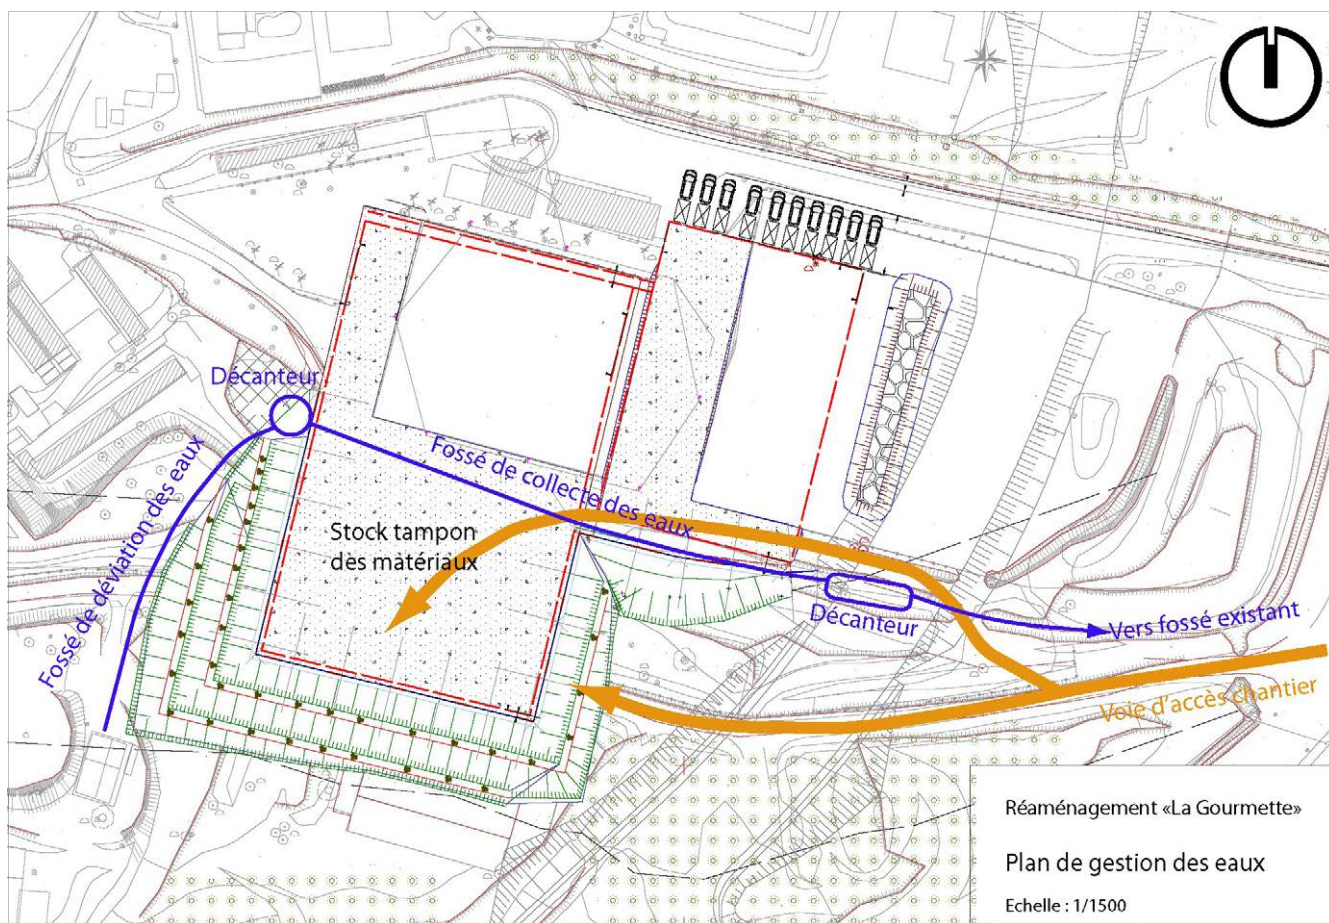 Décanteur
Fossé de déviation des eaux
Fossé de collecte des eaux
Stock tampon
des matériaux
Décanteur
Vers fossé existant
Voie d'accès chantier
Réaménagement «La Gourmette»
Plan de gestion des eaux
Echelle : 1/1500